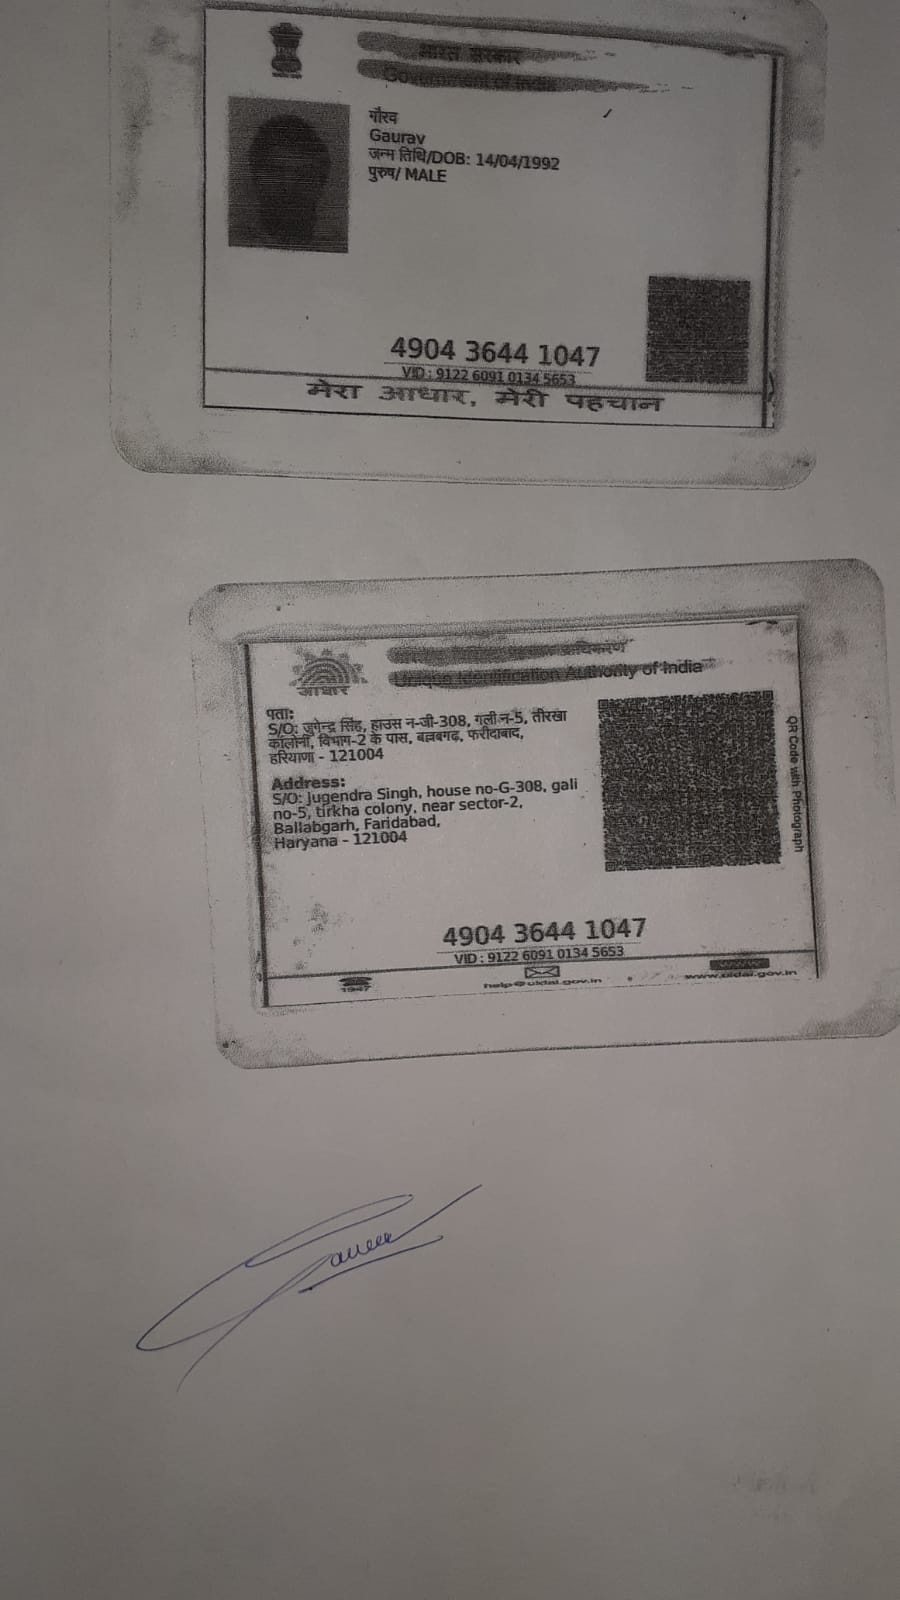 भारत सरकार
Government of India
गौरव
Gaurav
जन्म तिथि/DOB: 14/04/1992
पुरुष/ MALE
4904 3644 1047
VID : 9122 6091 0134 5653
मेरा आधार, मेरी पहचान
प्राधिकरण
Unique Identification Authority of India
आधार
पता:
S/O: जुगेन्द्र सिंह, हाउस न-जी-308, गली न-5, तीरखा
कॉलोनी, विभाग-2 के पास, बल्लबगढ, फरीदाबाद,
हरियाणा - 121004
Address:
S/O: Jugendra Singh, house no-G-308, gali
no-5, tirkha colony, near sector-2,
Ballabgarh, Faridabad,
Haryana - 121004
QR Code with Photograph
4904 3644 1047
VID : 9122 6091 0134 5653
1947
help@uidai.gov.in
www.uidai.gov.in